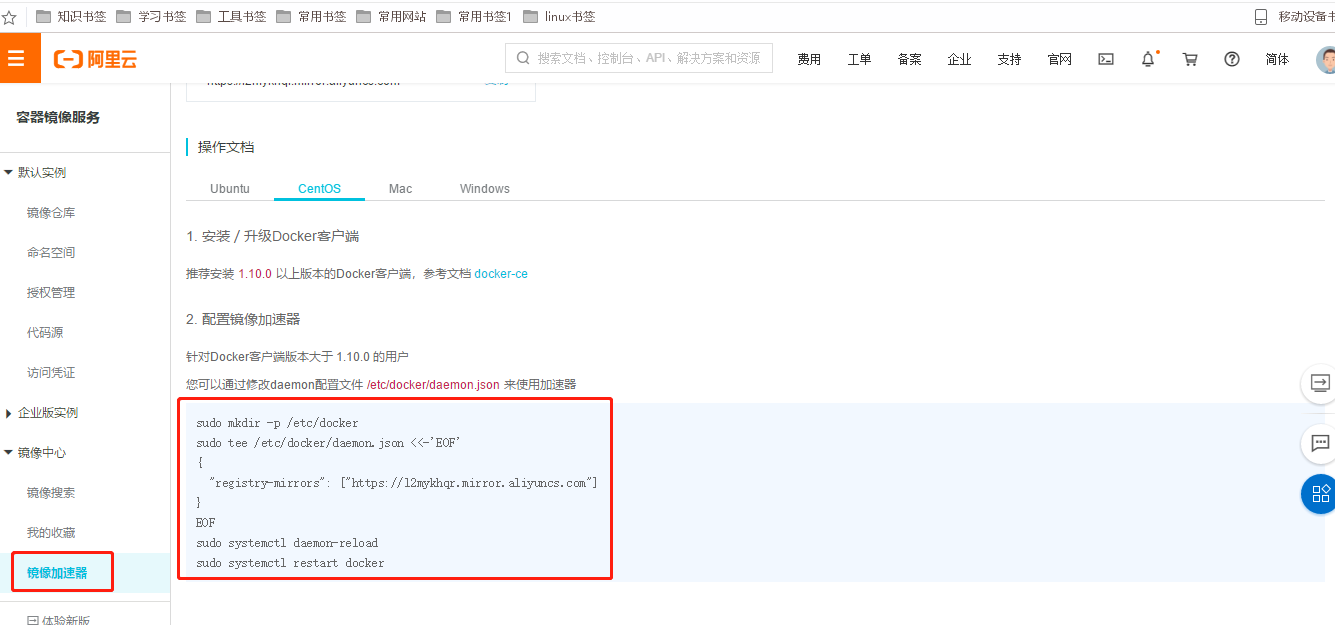 知识书签 学习书签 工具书签 常用书签 常用网站 常用书签1 linux书签 移动设备书
阿里云 搜索文档、控制台、API、解决方案和资源 费用 工单 备案 企业 支持 官网 简体
https://l2mykhqr.mirror.aliyuncs.com
容器镜像服务
操作文档
默认实例
Ubuntu CentOS Mac Windows
镜像仓库
1. 安装 / 升级Docker客户端
命名空间
推荐安装 1.10.0 以上版本的Docker客户端，参考文档 docker-ce
授权管理
2. 配置镜像加速器
代码源
针对Docker客户端版本大于 1.10.0 的用户
访问凭证
您可以通过修改daemon配置文件 /etc/docker/daemon.json 来使用加速器
企业版实例
sudo mkdir -p /etc/docker
sudo tee /etc/docker/daemon.json <<-'EOF'
镜像中心
{
"registry-mirrors": ["https://l2mykhqr.mirror.aliyuncs.com"]
镜像搜索
}
EOF
我的收藏
sudo systemctl daemon-reload
sudo systemctl restart docker
镜像加速器
体验新版